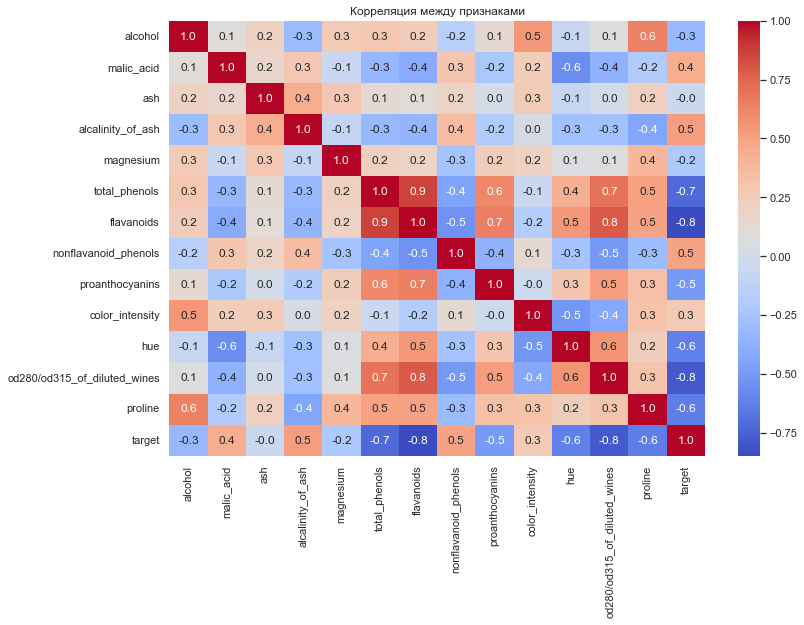 Корреляция между признаками
alcohol 1.0 0.1 0.2 -0.3 0.3 0.3 0.2 -0.2 0.1 0.5 -0.1 0.1 0.6 -0.3
malic_acid 0.1 1.0 0.2 0.3 -0.1 -0.3 -0.4 0.3 -0.2 0.2 -0.6 -0.4 -0.2 0.4
ash 0.2 0.2 1.0 0.4 0.3 0.1 0.1 0.2 0.0 0.3 -0.1 0.0 0.2 -0.0
alcalinity_of_ash -0.3 0.3 0.4 1.0 -0.1 -0.3 -0.4 0.4 -0.2 0.0 -0.3 -0.3 -0.4 0.5
magnesium 0.3 -0.1 0.3 -0.1 1.0 0.2 0.2 -0.3 0.2 0.2 0.1 0.1 0.4 -0.2
total_phenols 0.3 -0.3 0.1 -0.3 0.2 1.0 0.9 -0.4 0.6 -0.1 0.4 0.7 0.5 -0.7
flavanoids 0.2 -0.4 0.1 -0.4 0.2 0.9 1.0 -0.5 0.7 -0.2 0.5 0.8 0.5 -0.8
nonflavanoid_phenols -0.2 0.3 0.2 0.4 -0.3 -0.4 -0.5 1.0 -0.4 0.1 -0.3 -0.5 -0.3 0.5
proanthocyanins 0.1 -0.2 0.0 -0.2 0.2 0.6 0.7 -0.4 1.0 -0.0 0.3 0.5 0.3 -0.5
color_intensity 0.5 0.2 0.3 0.0 0.2 -0.1 -0.2 0.1 -0.0 1.0 -0.5 -0.4 0.3 0.3
hue -0.1 -0.6 -0.1 -0.3 0.1 0.4 0.5 -0.3 0.3 -0.5 1.0 0.6 0.2 -0.6
od280/od315_of_diluted_wines 0.1 -0.4 0.0 -0.3 0.1 0.7 0.8 -0.5 0.5 -0.4 0.6 1.0 0.3 -0.8
proline 0.6 -0.2 0.2 -0.4 0.4 0.5 0.5 -0.3 0.3 0.3 0.2 0.3 1.0 -0.6
target -0.3 0.4 -0.0 0.5 -0.2 -0.7 -0.8 0.5 -0.5 0.3 -0.6 -0.8 -0.6 1.0
alcohol
malic_acid
ash
alcalinity_of_ash
magnesium
total_phenols
flavanoids
nonflavanoid_phenols
proanthocyanins
color_intensity
hue
od280/od315_of_diluted_wines
proline
target
1.00
0.75
0.50
0.25
0.00
-0.25
-0.50
-0.75